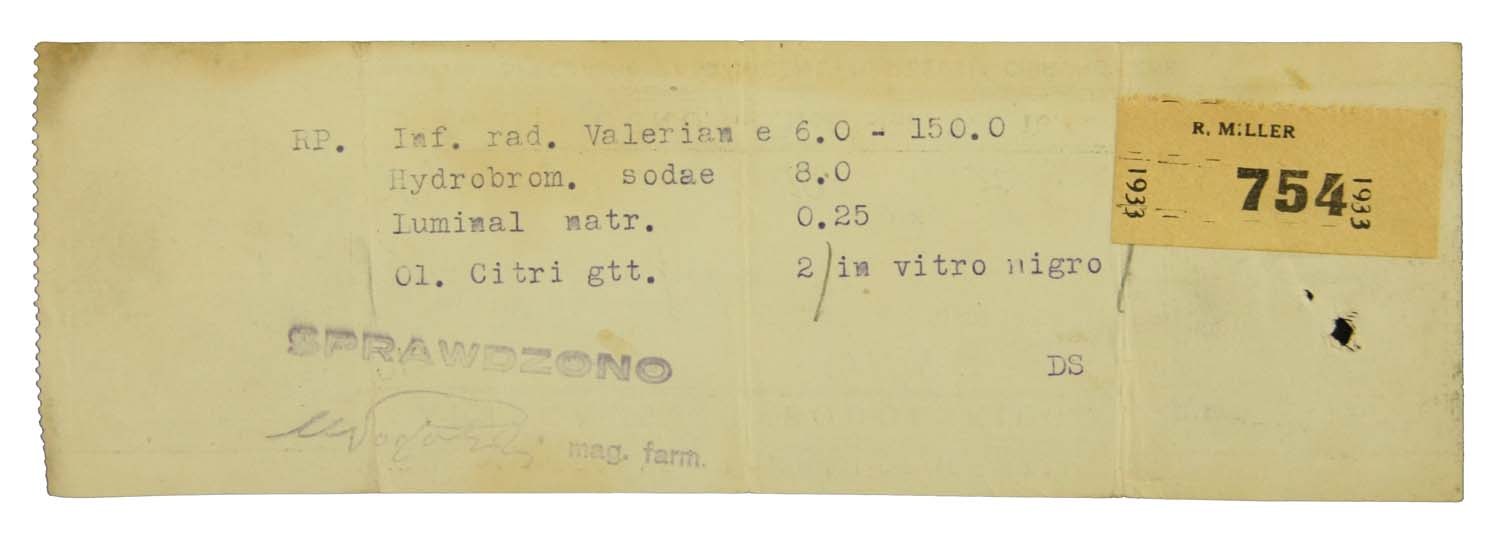 R. MILLER
1933 754 1933
RP. Inf. rad. Valerian e 6.0 - 150.0
Hydrobrom. sodae 8.0
Luminal natr. 0.25
Ol. Citri gtt. 2/in vitro nigro/
SPRAWDZONO
DS
mag. farm.